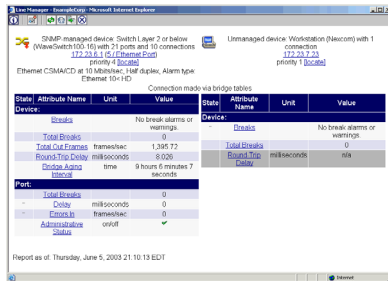 Line Manager - ExampleCorp - Microsoft Internet Explorer
SNMP-managed device: Switch Layer 2 or below
(WaveSwitch100-16) with 21 ports and 10 connections
172.23.6.1 (5 / Ethernet Port)
priority 4 [locate]
Ethernet CSMA/CD at 10 Mbits/sec, Half duplex, Alarm type:
Ethernet 10< HD
Unmanaged device: Workstation (Nexcom) with 1
connection
172.23.7.23
priority 1 [locate]
Connection made via bridge tables
State Attribute Name Unit Value
Device:
Breaks No break alarms or warnings.
Total Breaks 0
Total Out Frames frames/sec 1,395.72
Round-Trip Delay milliseconds 8.026
Bridge Aging Interval time 9 hours 6 minutes 7 seconds
Port:
Total Breaks 0
Delay milliseconds 0
Errors In frames/sec 0
Administrative Status on/off
State Attribute Name Unit Value
Device:
Breaks No break alarms or warnings.
Total Breaks 0
Round-Trip Delay milliseconds n/a
Report as of: Thursday, June 5, 2003 21:10:13 EDT
Internet